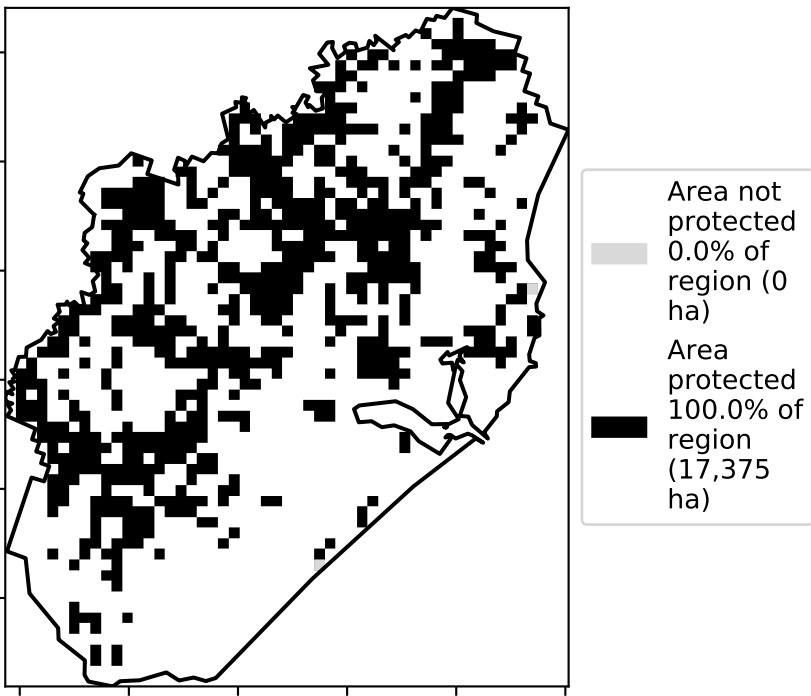 Area not
protected
0.0% of
region (0
ha)
Area
protected
100.0% of
region
(17,375
ha)